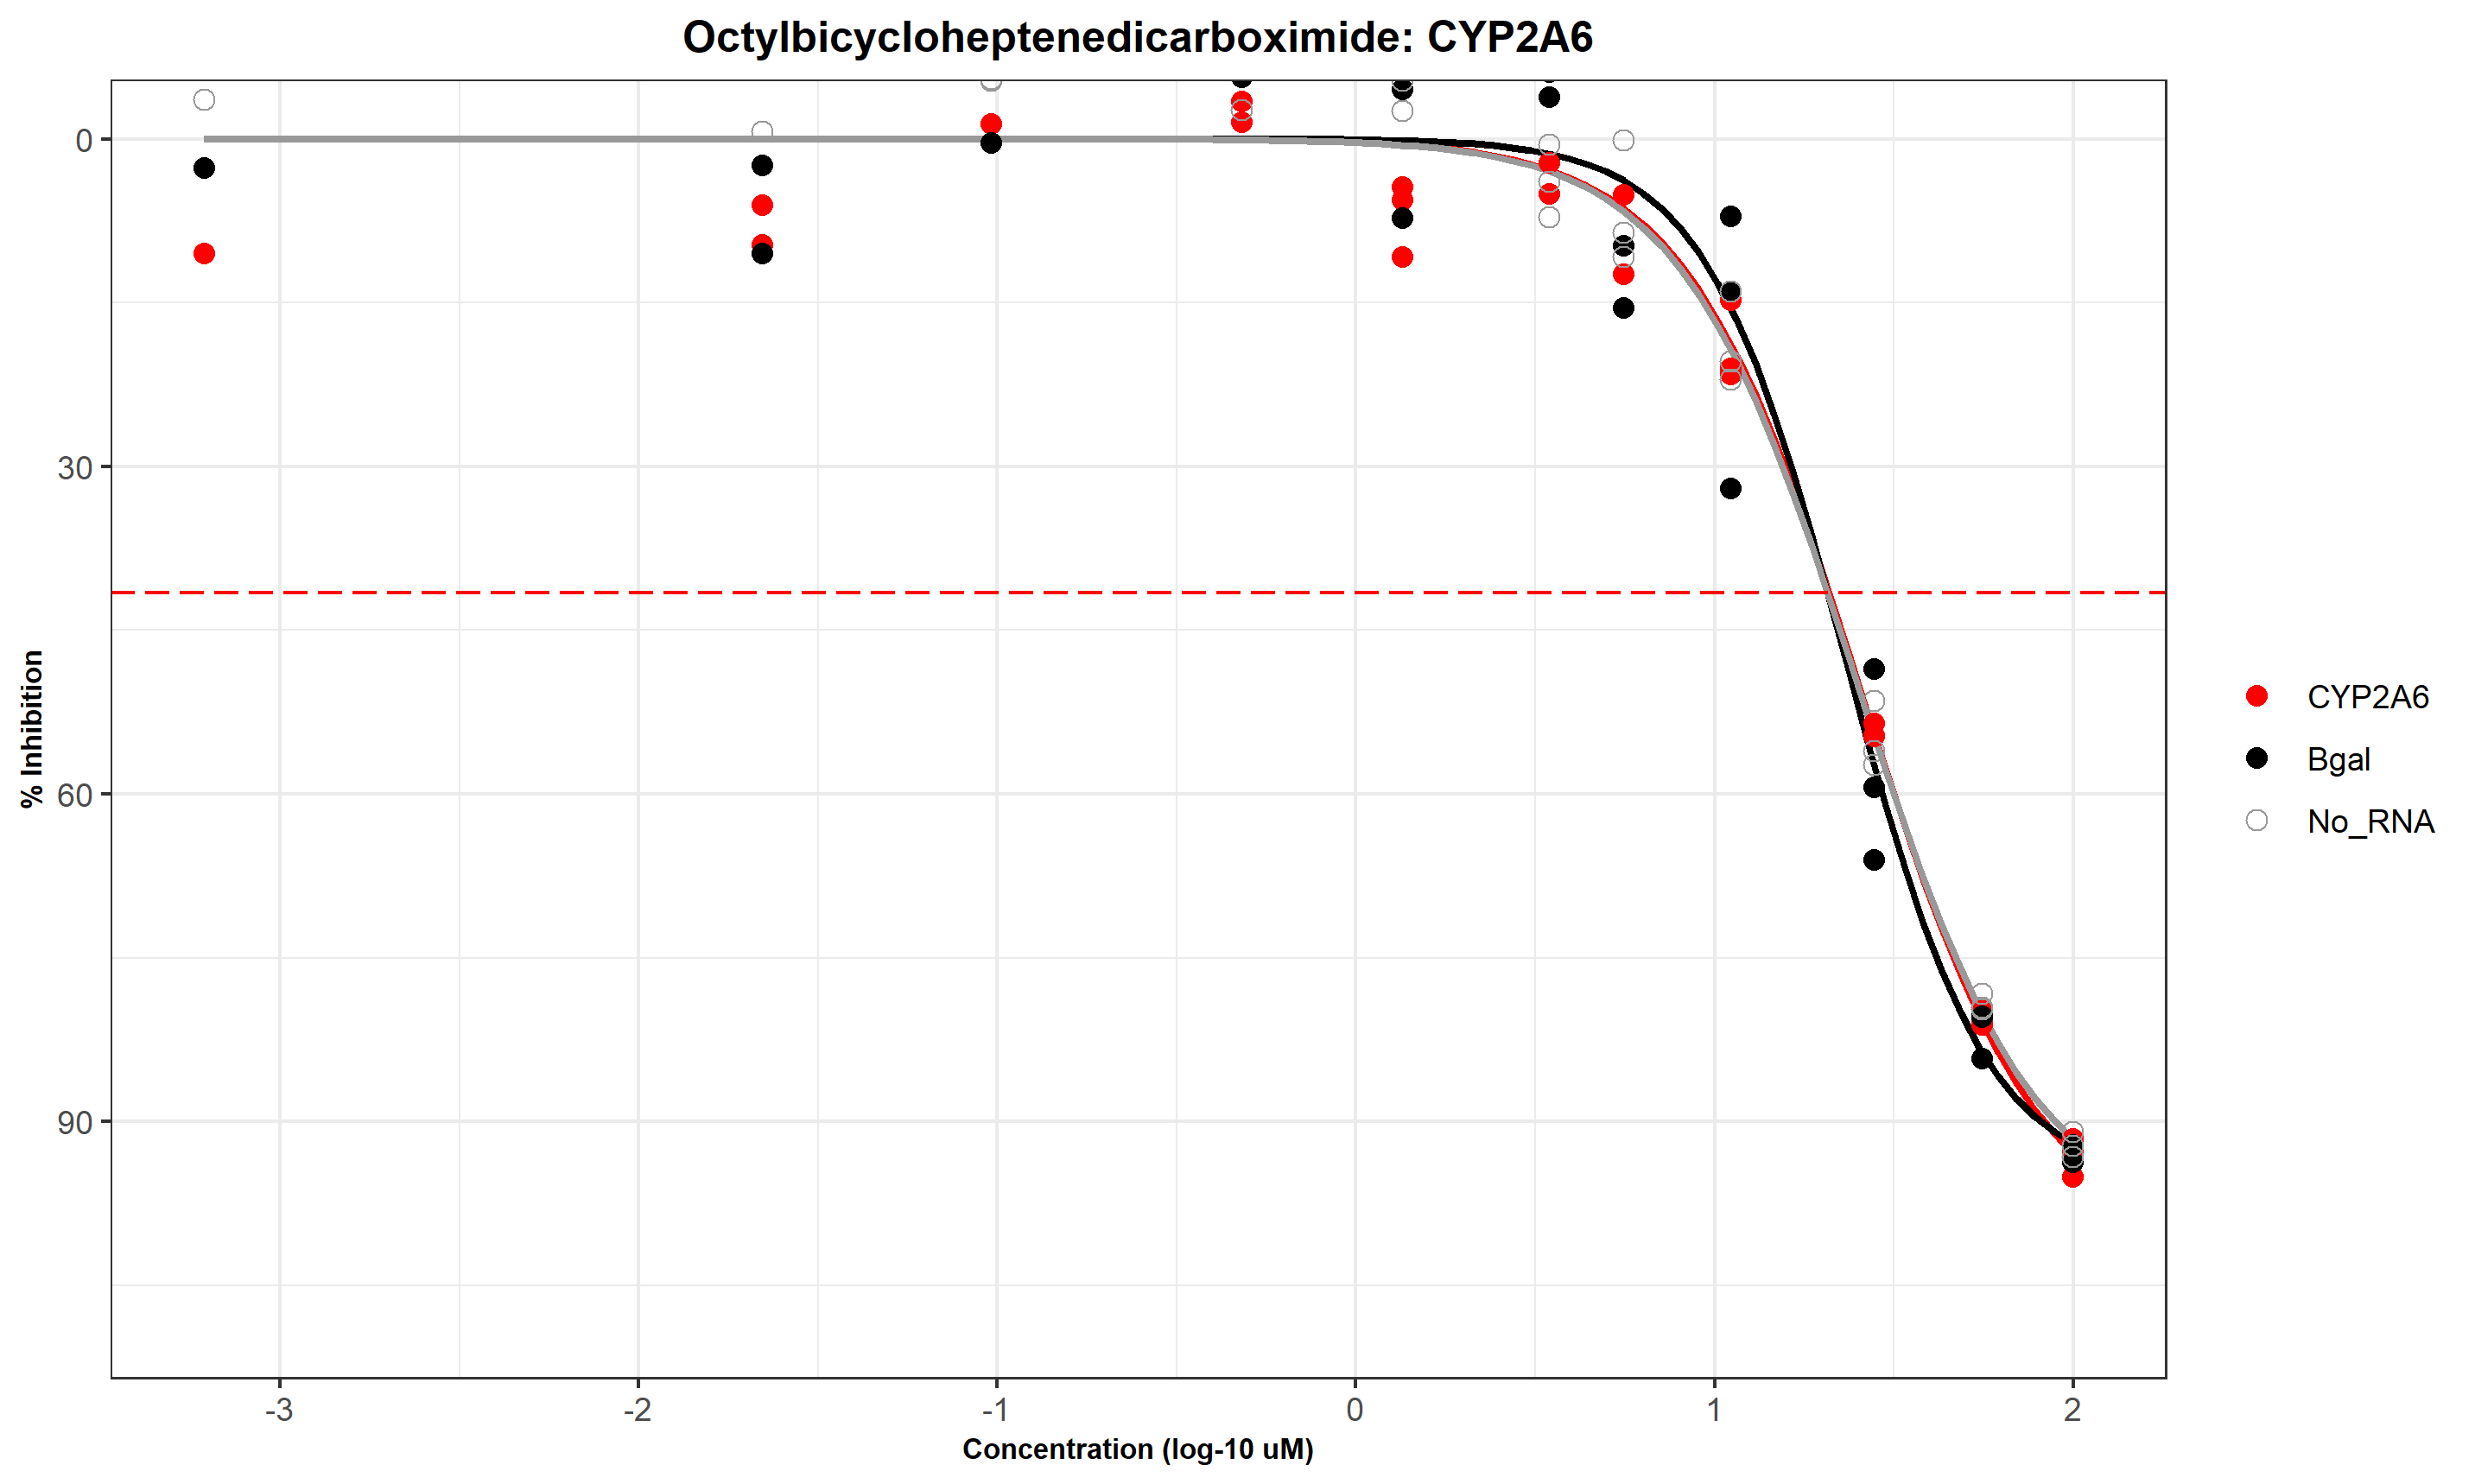 Octylbicycloheptenedicarboximide: CYP2A6
0
30
60
90
% Inhibition
-3
-2
-1
0
1
2
Concentration (log-10 uM)
CYP2A6
Bgal
No_RNA